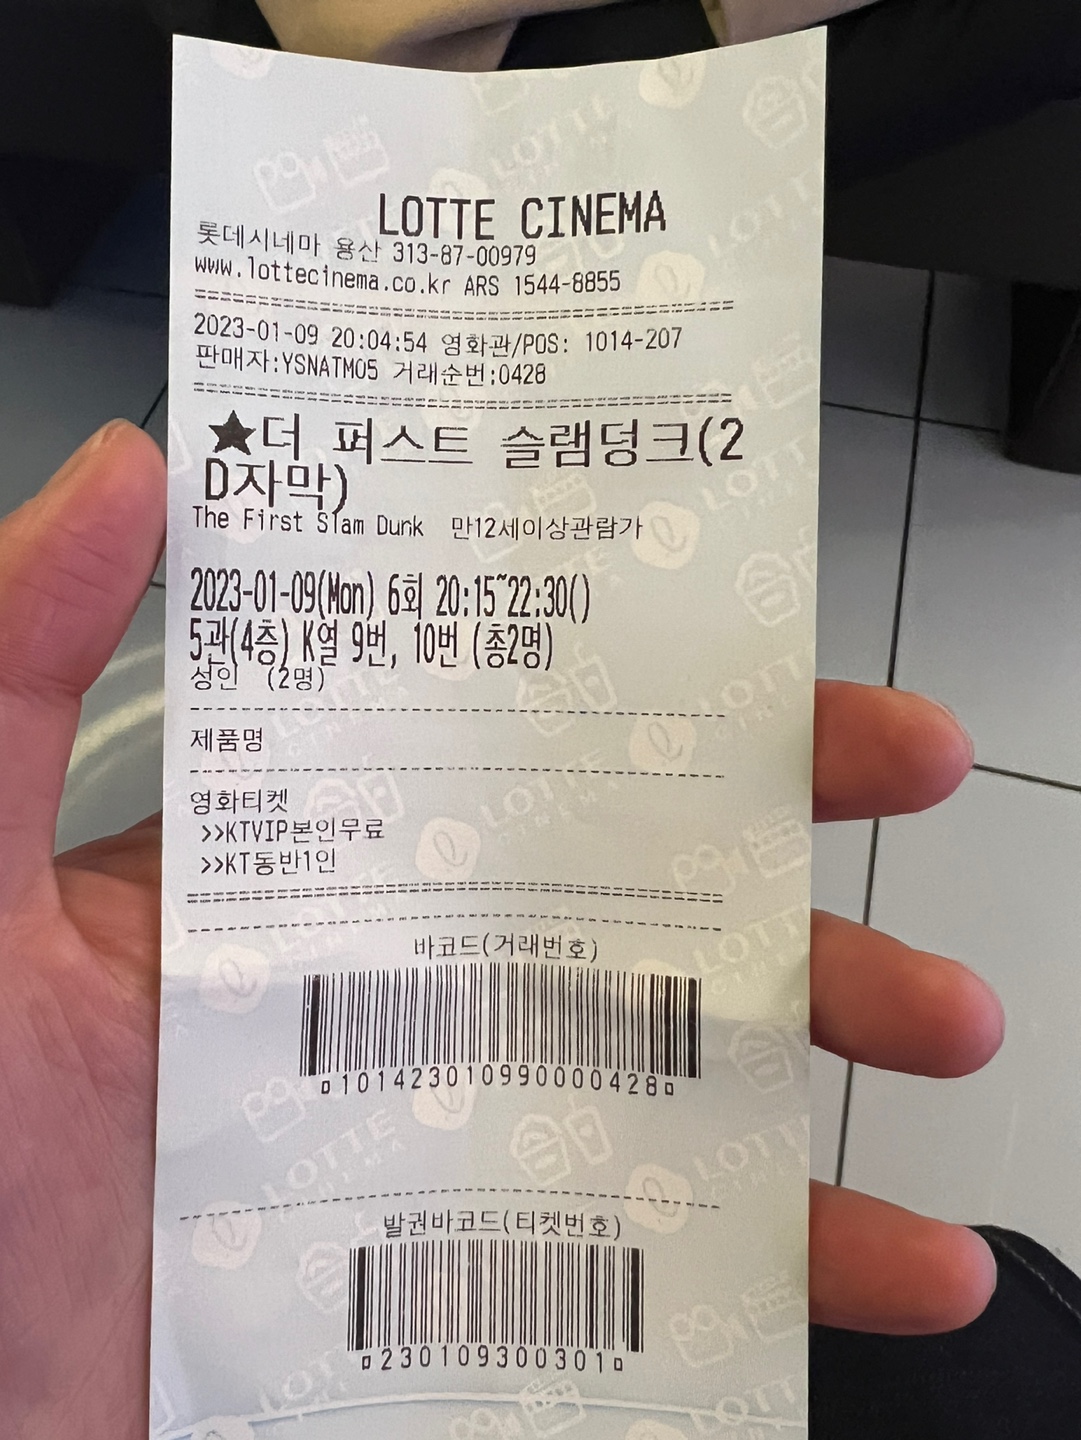 LOTTE CINEMA
롯데시네마 용산 313-87-00979
www.lottecinema.co.kr ARS 1544-8855
2023-01-09 20:04:54 영화관/POS: 1014-207
판매자:YSNATM05 거래순번:0428
★더 퍼스트 슬램덩크(2
D자막)
The First Slam Dunk 만12세이상관람가
2023-01-09(Mon) 6회 20:15~22:30()
5관(4층) K열 9번, 10번 (총2명)
성인 (2명)
제품명
영화티켓
>>KTVIP본인무료
>>KT동반1인
바코드(거래번호)
101423010990000428
발권바코드(티켓번호)
230109300301